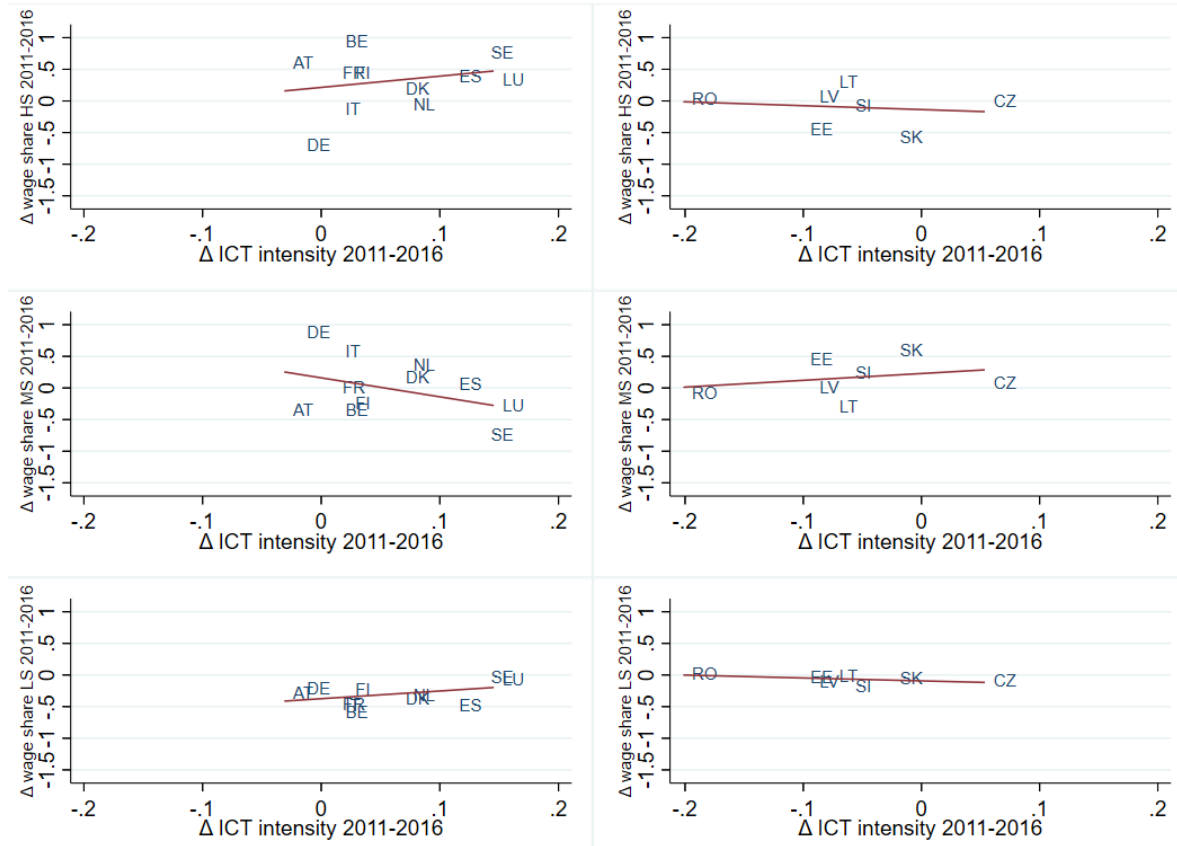 Δ wage share HS 2011-2016
1
.5
0
-.5
-1
-1.5
BE
SE
AT
FR
FI
ES
LU
DK
NL
IT
DE
-.2
-.1
0
.1
.2
Δ ICT intensity 2011-2016
Δ wage share HS 2011-2016
1
.5
0
-.5
-1
-1.5
LT
RO
LV
CZ
SI
EE
SK
-.2
-.1
0
.1
.2
Δ ICT intensity 2011-2016
Δ wage share MS 2011-2016
1
.5
0
-.5
-1
-1.5
DE
IT
NL
DK
ES
FR
FI
AT
BE
LU
SE
-.2
-.1
0
.1
.2
Δ ICT intensity 2011-2016
Δ wage share MS 2011-2016
1
.5
0
-.5
-1
-1.5
SK
EE
SI
CZ
LV
RO
LT
-.2
-.1
0
.1
.2
Δ ICT intensity 2011-2016
Δ wage share LS 2011-2016
1
.5
0
-.5
-1
-1.5
SE
LU
DE
FI
AT
NL
DK
FR
ES
BE
-.2
-.1
0
.1
.2
Δ ICT intensity 2011-2016
Δ wage share LS 2011-2016
1
.5
0
-.5
-1
-1.5
RO
EE
LT
LV
SK
CZ
SI
-.2
-.1
0
.1
.2
Δ ICT intensity 2011-2016